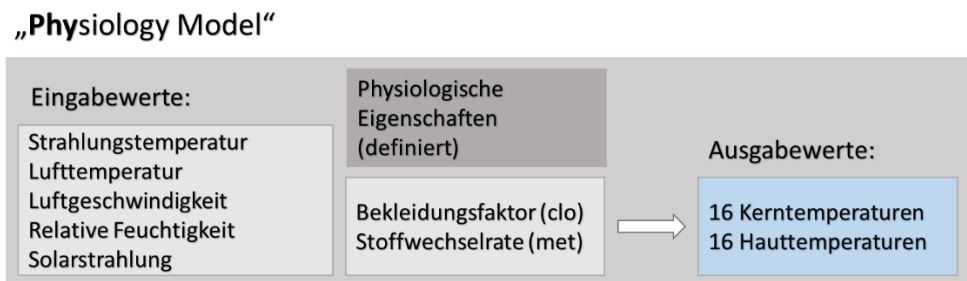 „Physiology Model“
Eingabewerte:
Strahlungstemperatur
Lufttemperatur
Luftgeschwindigkeit
Relative Feuchtigkeit
Solarstrahlung
Physiologische
Eigenschaften
(definiert)
Bekleidungsfaktor (clo)
Stoffwechselrate (met)
Ausgabewerte:
16 Kerntemperaturen
16 Hauttemperaturen